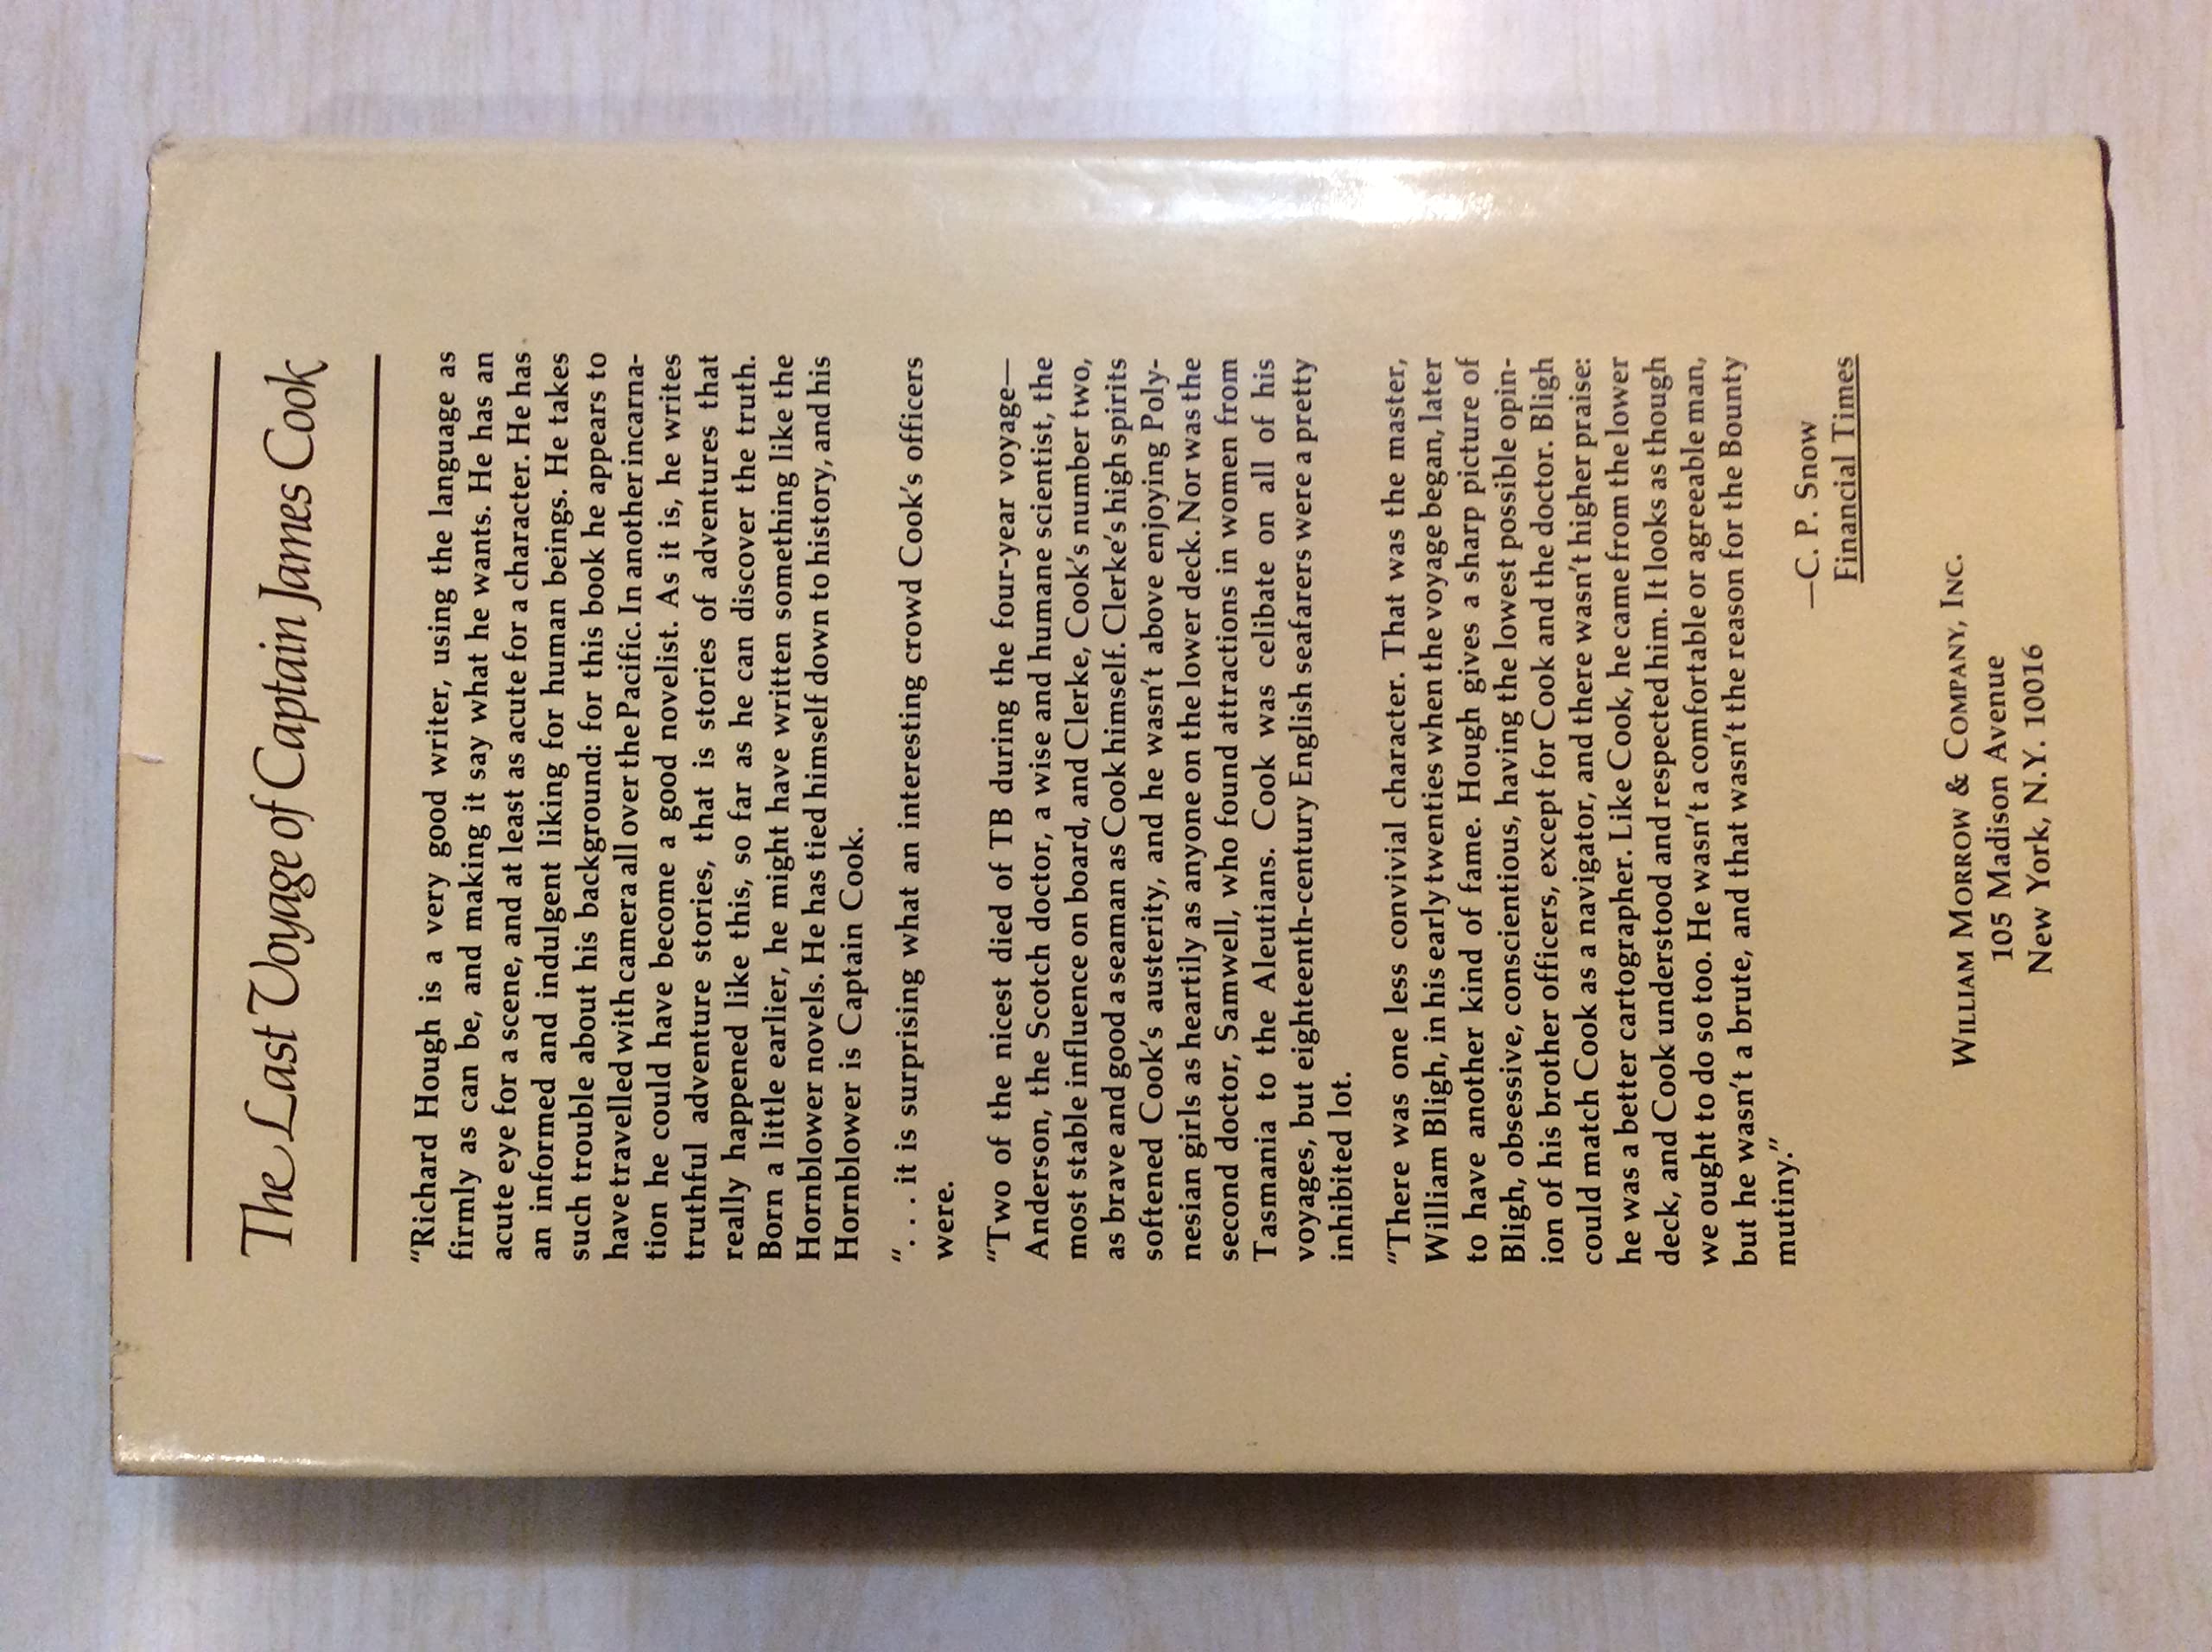 The Last Voyage of Captain James Cook
“Richard Hough is a very good writer, using the language as
firmly as can be, and making it say what he wants. He has an
acute eye for a scene, and at least as acute for a character. He has
an informed and indulgent liking for human beings. He takes
such trouble about his background: for this book he appears to
have travelled with camera all over the Pacific. In another incarna-
tion he could have become a good novelist. As it is, he writes
truthful adventure stories, that is stories of adventures that
really happened like this, so far as he can discover the truth.
Born a little earlier, he might have written something like the
Hornblower novels. He has tied himself down to history, and his
Hornblower is Captain Cook.
“. . . it is surprising what an interesting crowd Cook’s officers
were.
“Two of the nicest died of TB during the four-year voyage—
Anderson, the Scotch doctor, a wise and humane scientist, the
most stable influence on board, and Clerke, Cook’s number two,
as brave and good a seaman as Cook himself. Clerke’s high spirits
softened Cook’s austerity, and he wasn’t above enjoying Poly-
nesian girls as heartily as anyone on the lower deck. Nor was the
second doctor, Samwell, who found attractions in women from
Tasmania to the Aleutians. Cook was celibate on all of his
voyages, but eighteenth-century English seafarers were a pretty
inhibited lot.
“There was one less convivial character. That was the master,
William Bligh, in his early twenties when the voyage began, later
to have another kind of fame. Hough gives a sharp picture of
Bligh, obsessive, conscientious, having the lowest possible opin-
ion of his brother officers, except for Cook and the doctor. Bligh
could match Cook as a navigator, and there wasn’t higher praise:
he was a better cartographer. Like Cook, he came from the lower
deck, and Cook understood and respected him. It looks as though
we ought to do so too. He wasn’t a comfortable or agreeable man,
but he wasn’t a brute, and that wasn’t the reason for the Bounty
mutiny.”
—C. P. Snow
Financial Times
WILLIAM MORROW & COMPANY, INC.
105 Madison Avenue
New York, N.Y. 10016